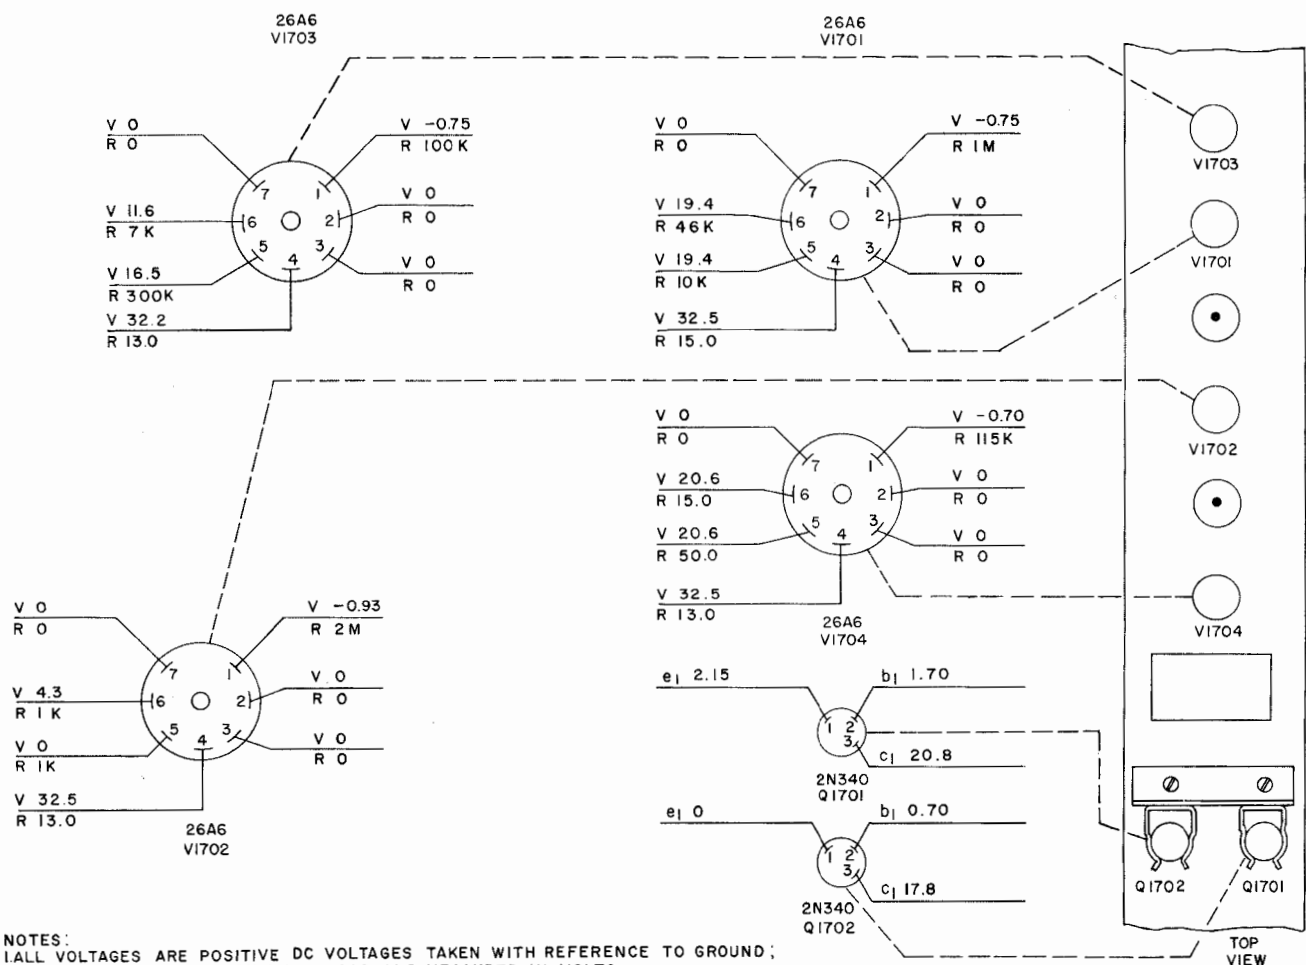 26A6
V1703
V 0
R 0
V -0.75
R 100K
V 11.6
R 7K
V 0
R 0
V 16.5
R 300K
V 0
R 0
V 32.2
R 13.0
7
1
6
2
5
3
4
26A6
V1701
V 0
R 0
V -0.75
R 1M
V 19.4
R 46K
V 0
R 0
V 19.4
R 10K
V 0
R 0
V 32.5
R 15.0
7
1
6
2
5
3
4
V1703
V1701
V1702
V1704
V 0
R 0
V -0.70
R 115K
V 20.6
R 15.0
V 0
R 0
V 20.6
R 50.0
V 0
R 0
V 32.5
R 13.0
7
1
6
2
5
3
4
26A6
V1704
V 0
R 0
V -0.93
R 2M
V 4.3
R 1K
V 0
R 0
V 0
R 1K
V 0
R 0
V 32.5
R 13.0
7
1
6
2
5
3
4
26A6
V1702
e1 2.15
b1 1.70
1 2
3
c1 20.8
2N340
Q1701
e1 0
b1 0.70
1 2
3
c1 17.8
2N340
Q1702
Q1702
Q1701
TOP
VIEW
NOTES:
1.ALL VOLTAGES ARE POSITIVE DC VOLTAGES TAKEN WITH REFERENCE TO GROUND;